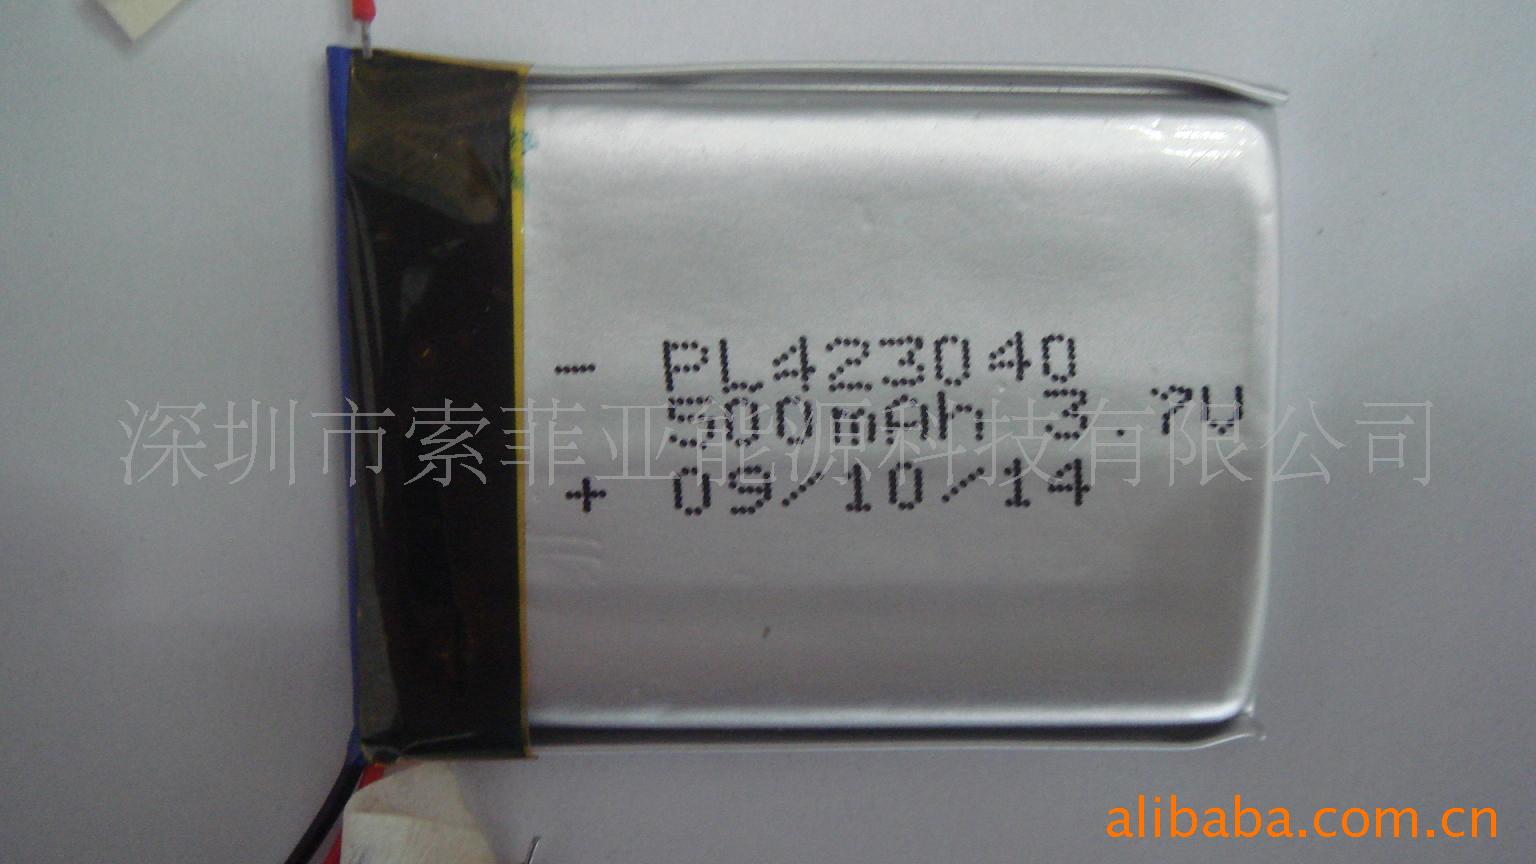 - PL423040
500mAh 3.7V
+ 09/10/14
深圳市索菲亚能源科技有限公司
alibaba.com.cn